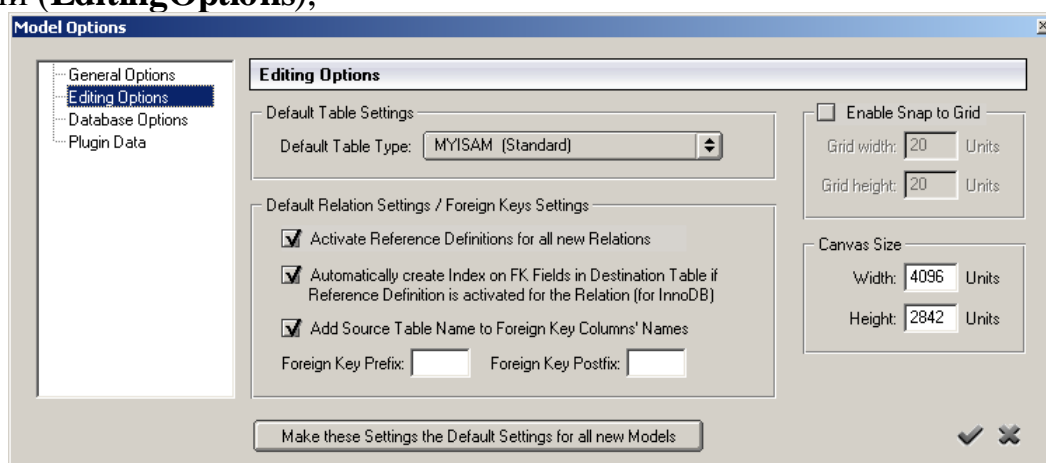 (EditingOptions),
Model Options
General Options
Editing Options
Database Options
Plugin Data
Editing Options
Default Table Settings
Default Table Type: MYISAM (Standard)
Default Relation Settings / Foreign Keys Settings
Activate Reference Definitions for all new Relations
Automatically create Index on FK Fields in Destination Table if
Reference Definition is activated for the Relation (for InnoDB)
Add Source Table Name to Foreign Key Columns' Names
Foreign Key Prefix: Foreign Key Postfix:
Enable Snap to Grid
Grid width: 20 Units
Grid height: 20 Units
Canvas Size
Width: 4096 Units
Height: 2842 Units
Make these Settings the Default Settings for all new Models